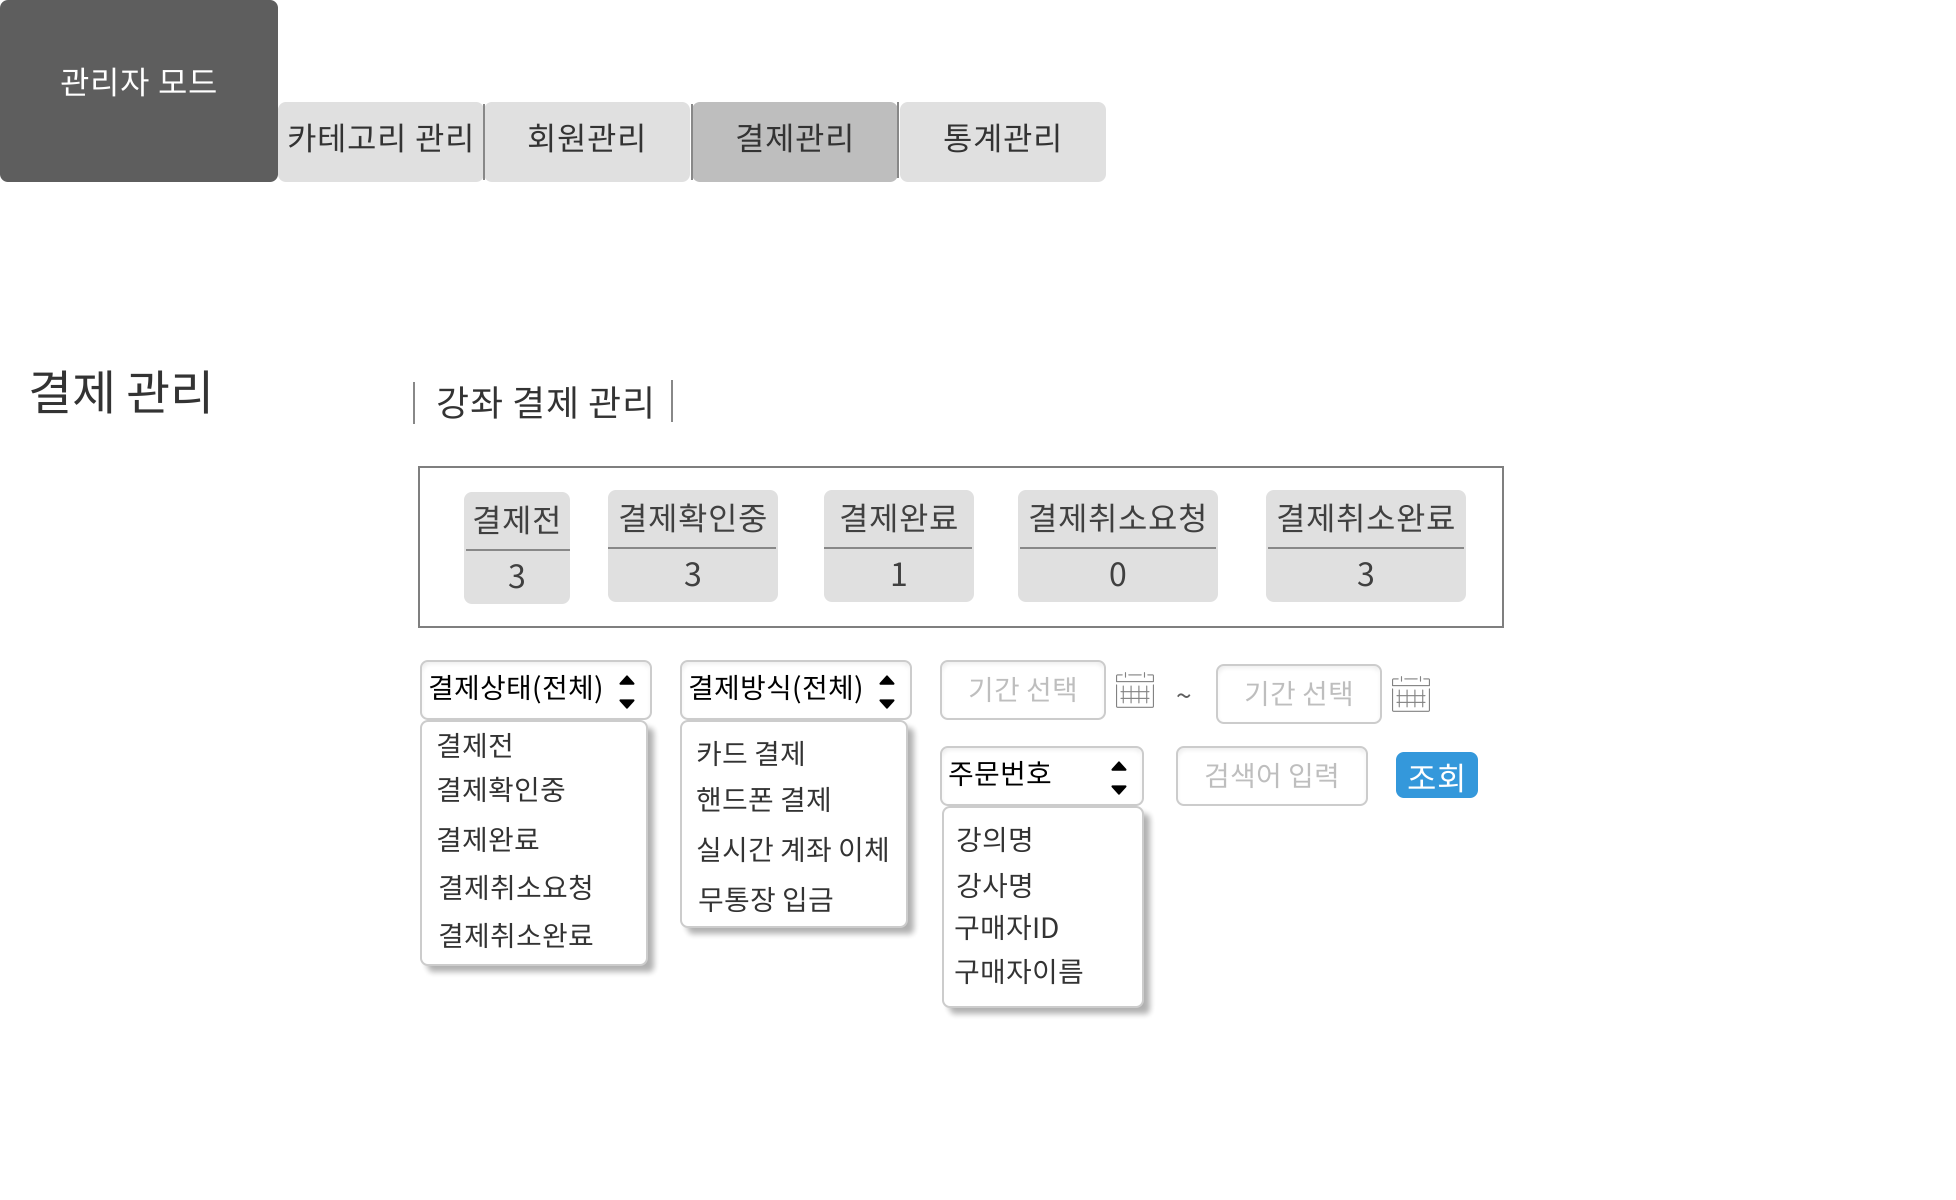 관리자 모드
카테고리 관리 회원관리 결제관리 통계관리
결제 관리
강좌 결제 관리
결제전 결제확인중 결제완료 결제취소요청 결제취소완료
3 3 1 0 3
결제상태(전체) 결제방식(전체) 기간 선택 ~ 기간 선택
결제전
결제확인중
결제완료
결제취소요청
결제취소완료
카드 결제
핸드폰 결제
실시간 계좌 이체
무통장 입금
주문번호 검색어 입력 조회
강의명
강사명
구매자ID
구매자이름